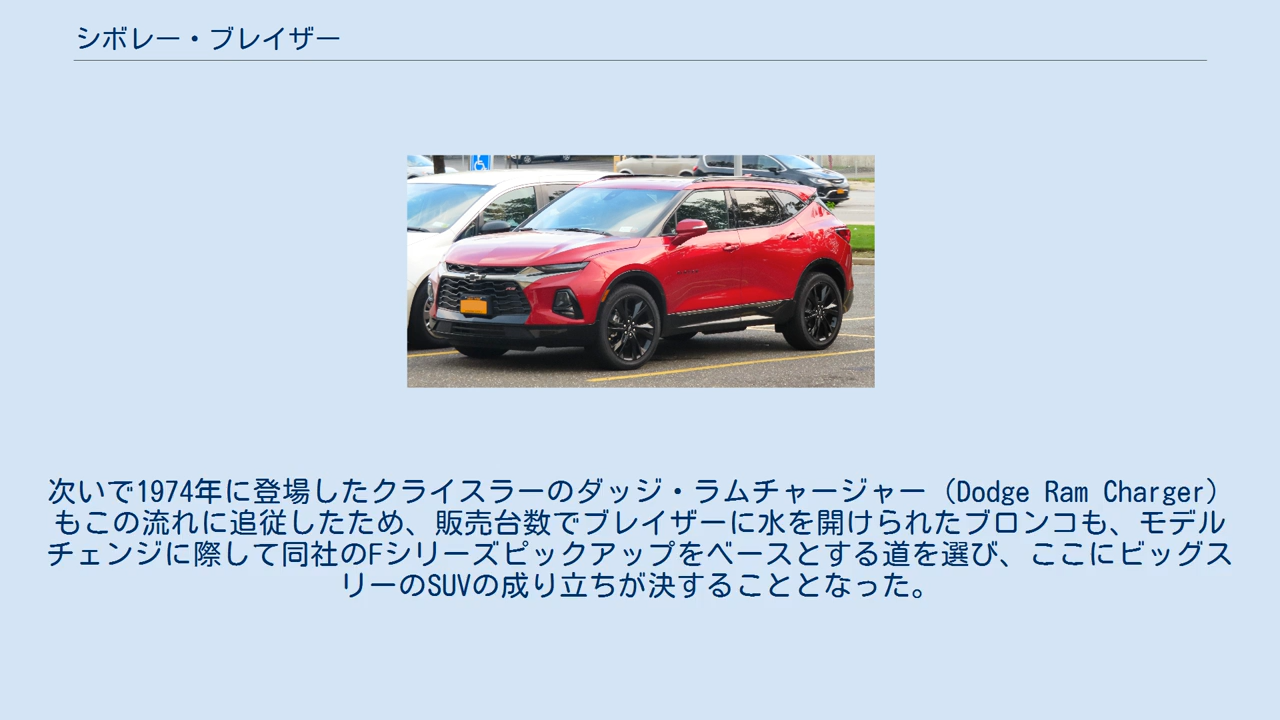 シボレー・ブレイザー
次いで1974年に登場したクライスラーのダッジ・ラムチャージャー（Dodge Ram Charger）
もこの流れに追従したため、販売台数でブレイザーに水を開けられたブロンコも、モデル
チェンジに際して同社のFシリーズピックアップをベースとする道を選び、ここにビッグス
リーのSUVの成り立ちが決することとなった。